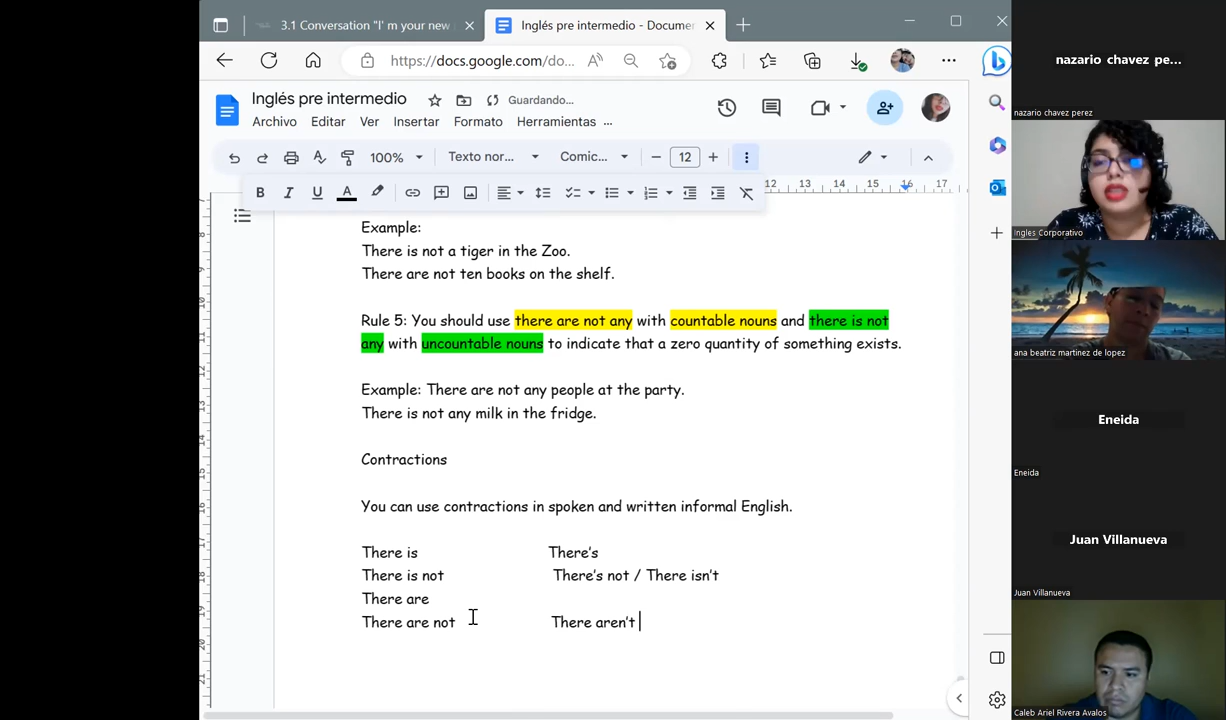 3.1 Conversation "I' m your new
Inglés pre intermedio - Documen
https://docs.google.com/do...
Inglés pre intermedio
Guardando...
Archivo Editar Ver Insertar Formato Herramientas ...
100% Texto nor... Comic... 12
12 13 14 15 16 17
Example:
There is not a tiger in the Zoo.
There are not ten books on the shelf.
Rule 5: You should use there are not any with countable nouns and there is not
any with uncountable nouns to indicate that a zero quantity of something exists.
Example: There are not any people at the party.
There is not any milk in the fridge.
Contractions
You can use contractions in spoken and written informal English.
There is There's
There is not There's not / There isn't
There are
There are not There aren't
nazario chavez pe...
nazario chavez perez
Ingles Corporativo
ana beatriz martinez de lopez
Eneida
Eneida
Juan Villanueva
Juan Villanueva
Caleb Ariel Rivera Avalos